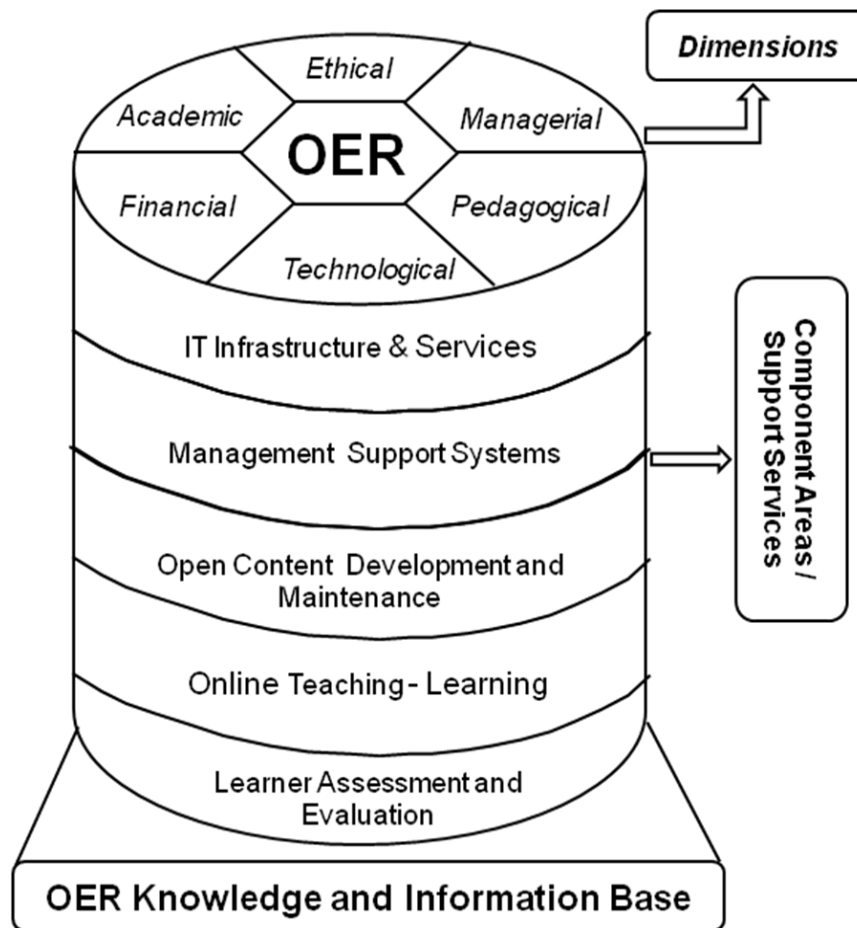 Dimensions
Ethical
Academic
Managerial
OER
Financial
Pedagogical
Technological
IT Infrastructure & Services
Management Support Systems
Component Areas /
Support Services
Open Content Development and
Maintenance
Online Teaching - Learning
Learner Assessment and
Evaluation
OER Knowledge and Information Base